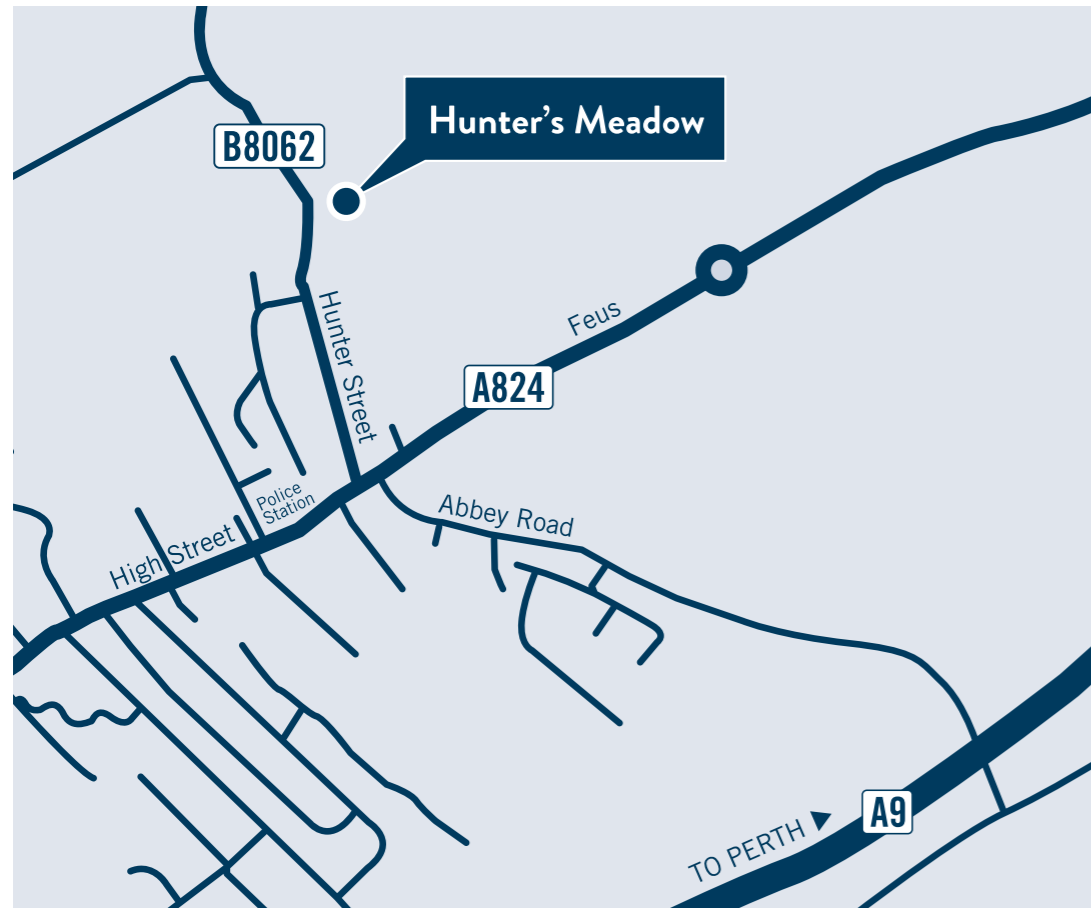 Hunter’s Meadow
B8062
Hunter Street
Feus
A824
Police
Station
High Street
Abbey Road
A9
TO PERTH